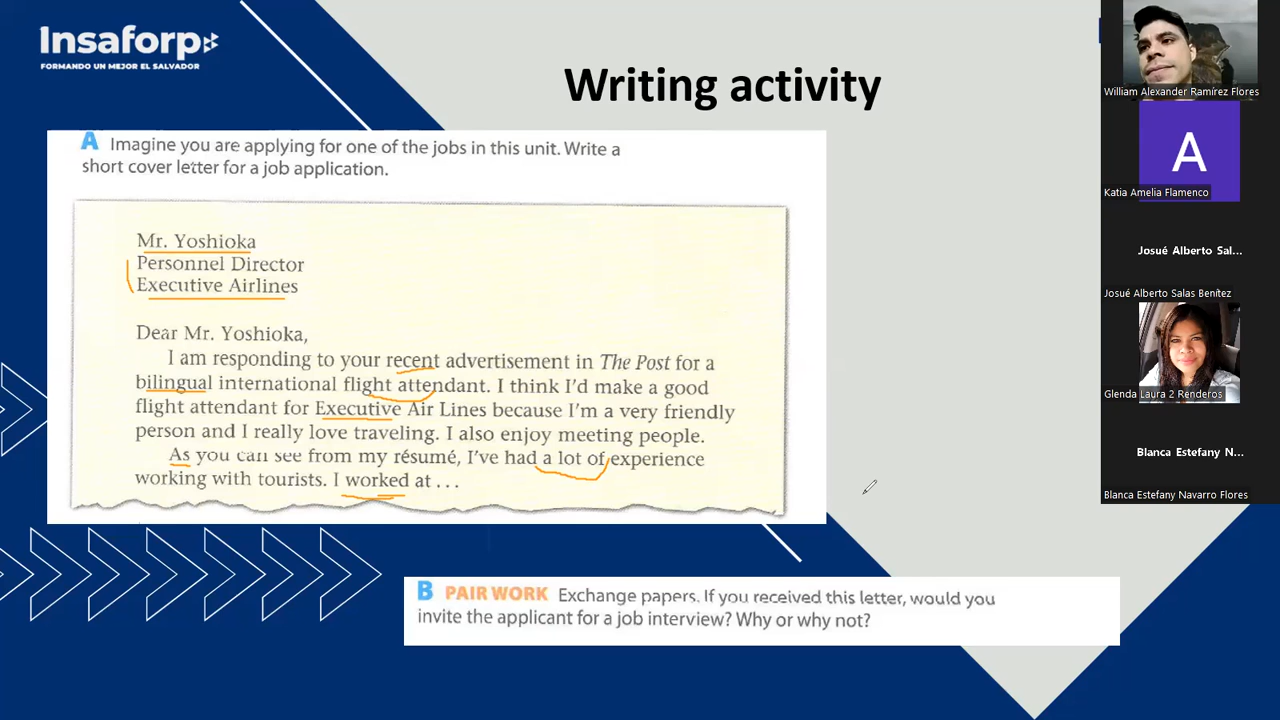 Insaforp
FORMANDO UN MEJOR EL SALVADOR
Writing activity
A Imagine you are applying for one of the jobs in this unit. Write a
short cover letter for a job application.
Mr. Yoshioka
Personnel Director
Executive Airlines
Dear Mr. Yoshioka,
I am responding to your recent advertisement in The Post for a
bilingual international flight attendant. I think I'd make a good
flight attendant for Executive Air Lines because I'm a very friendly
person and I really love traveling. I also enjoy meeting people.
As you can see from my résumé, I've had a lot of experience
working with tourists. I worked at . . .
B PAIR WORK Exchange papers. If you received this letter, would you
invite the applicant for a job interview? Why or why not?
William Alexander Ramírez Flores
A
Katia Amelia Flamenco
Josué Alberto Sal...
Josué Alberto Salas Benítez
Glenda Laura 2 Renderos
Blanca Estefany N...
Blanca Estefany Navarro Flores